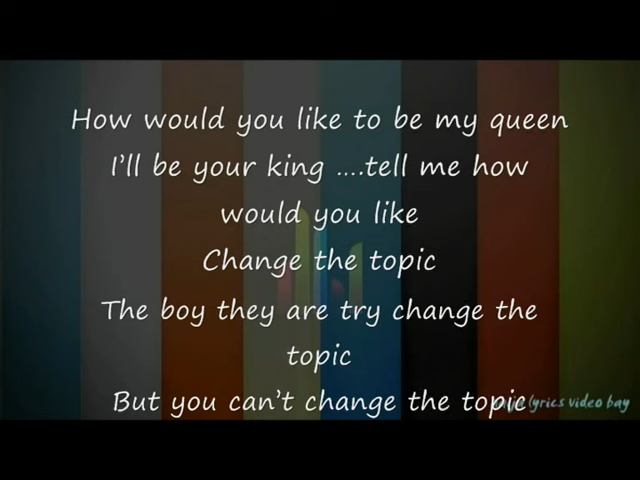 How would you like to be my queen
I'll be your king ....tell me how
would you like
Change the topic
The boy they are try change the
topic
But you can't change the topic
lyrics video bay